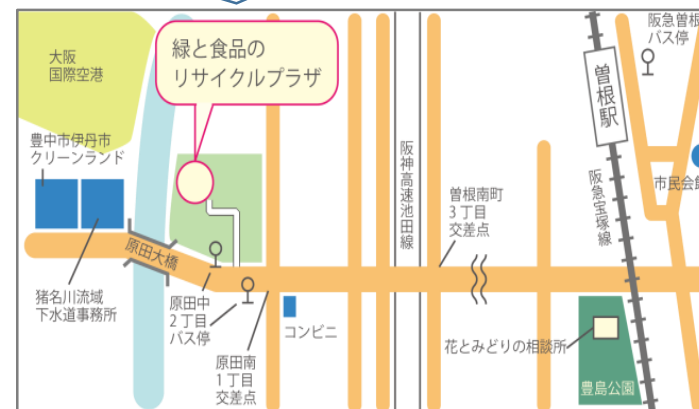 大阪
国際空港
緑と食品の
リサイクルプラザ
阪急曽根
バス停
曽根駅
豊中市伊丹市
クリーンランド
阪神高速池田線
曽根南町
3丁目
交差点
阪急宝塚線
市民会館
原田大橋
猪名川流域
下水道事務所
原田中
2丁目
バス停
コンビニ
原田南
1丁目
交差点
花とみどりの相談所
豊島公園